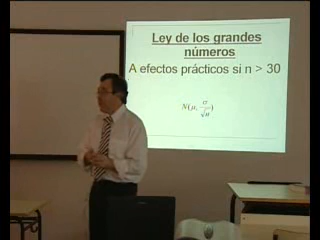 Ley de los grandes
números
A efectos prácticos si n > 30
N(μ, σ/√n)